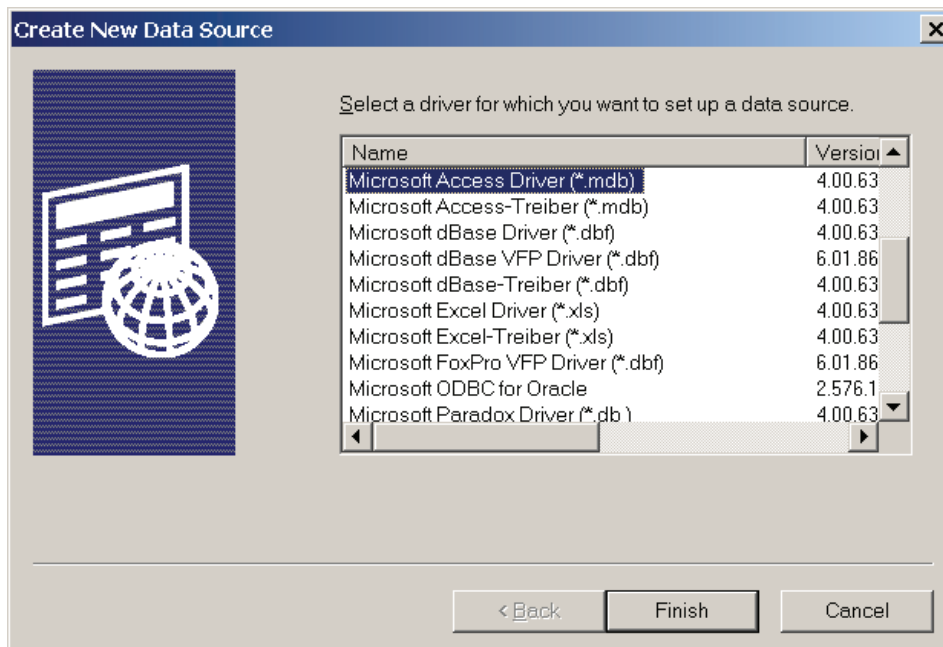 Create New Data Source
Select a driver for which you want to set up a data source.
Name Version
Microsoft Access Driver (*.mdb) 4.00.63
Microsoft Access-Treiber (*.mdb) 4.00.63
Microsoft dBase Driver (*.dbf) 4.00.63
Microsoft dBase VFP Driver (*.dbf) 6.01.86
Microsoft dBase-Treiber (*.dbf) 4.00.63
Microsoft Excel Driver (*.xls) 4.00.63
Microsoft Excel-Treiber (*.xls) 4.00.63
Microsoft FoxPro VFP Driver (*.dbf) 6.01.86
Microsoft ODBC for Oracle 2.576.1
Microsoft Paradox Driver (*.db ) 4.00.63
< Back Finish Cancel